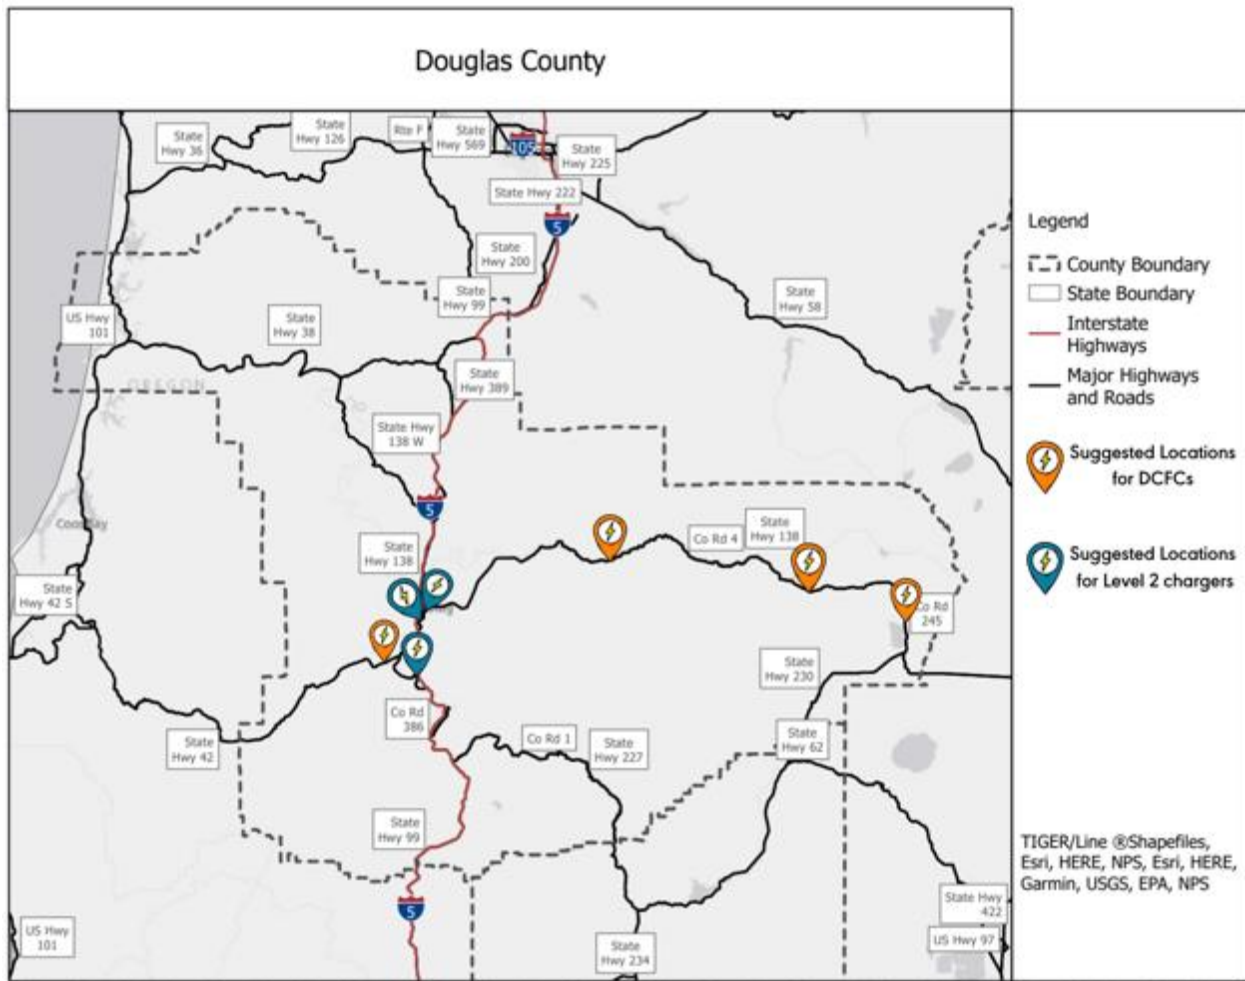 Douglas County
State
Hwy 36
State
Hwy 126
Rte F
State
Hwy 569
105
State
Hwy 225
State Hwy 222
5
State
Hwy 200
State
Hwy 99
US Hwy
101
State
Hwy 38
State
Hwy 58
OREGON
State
Hwy 389
State Hwy
138 W
5
State
Hwy 138
Co Rd 4
State
Hwy 138
State
Hwy 42 S
Co Rd
245
State
Hwy 230
Co Rd
386
State
Hwy 42
Co Rd 1
State
Hwy 227
State
Hwy 62
State
Hwy 99
5
US Hwy
101
State
Hwy 234
State Hwy
422
US Hwy 97
Legend
County Boundary
State Boundary
Interstate
Highways
Major Highways
and Roads
Suggested Locations
for DCFCs
Suggested Locations
for Level 2 chargers
TIGER/Line ®Shapefiles,
Esri, HERE, NPS, Esri, HERE,
Garmin, USGS, EPA, NPS